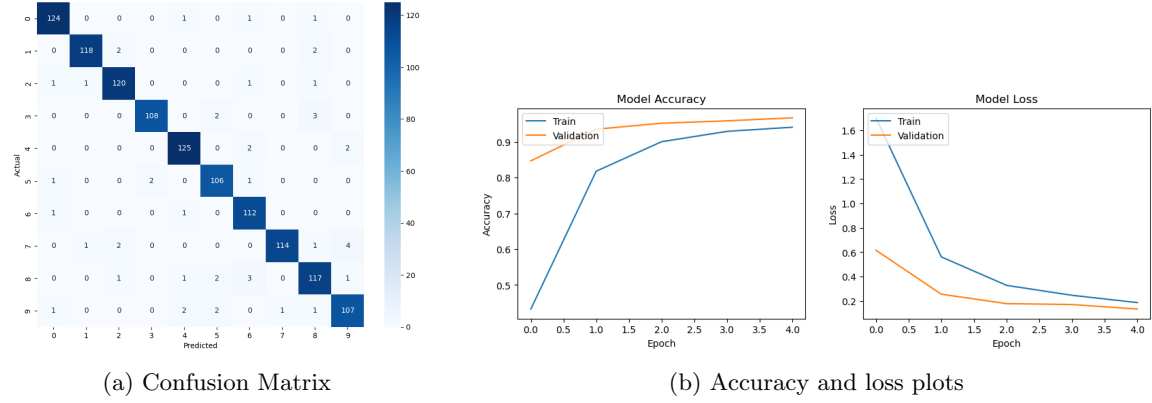 124 0 0 0 1 0 1 0 1 0
0 118 2 0 0 0 0 0 2 0
1 1 120 0 0 0 1 0 1 0
0 0 0 108 0 2 0 0 3 0
0 0 0 0 125 0 2 0 0 2
1 0 0 2 0 106 1 0 0 0
1 0 0 0 1 0 112 0 0 0
0 1 2 0 0 0 0 114 1 4
0 0 1 0 1 2 3 0 117 1
1 0 0 0 2 2 0 1 1 107
0
1
2
3
4
5
6
7
8
9
Actual
0 1 2 3 4 5 6 7 8 9
Predicted
120
100
80
60
40
20
0
(a) Confusion Matrix
Model Accuracy
Train
Validation
0.9
0.8
0.7
0.6
0.5
Accuracy
0.0 0.5 1.0 1.5 2.0 2.5 3.0 3.5 4.0
Epoch
Model Loss
Train
Validation
1.6
1.4
1.2
1.0
0.8
0.6
0.4
0.2
Loss
0.0 0.5 1.0 1.5 2.0 2.5 3.0 3.5 4.0
Epoch
(b) Accuracy and loss plots